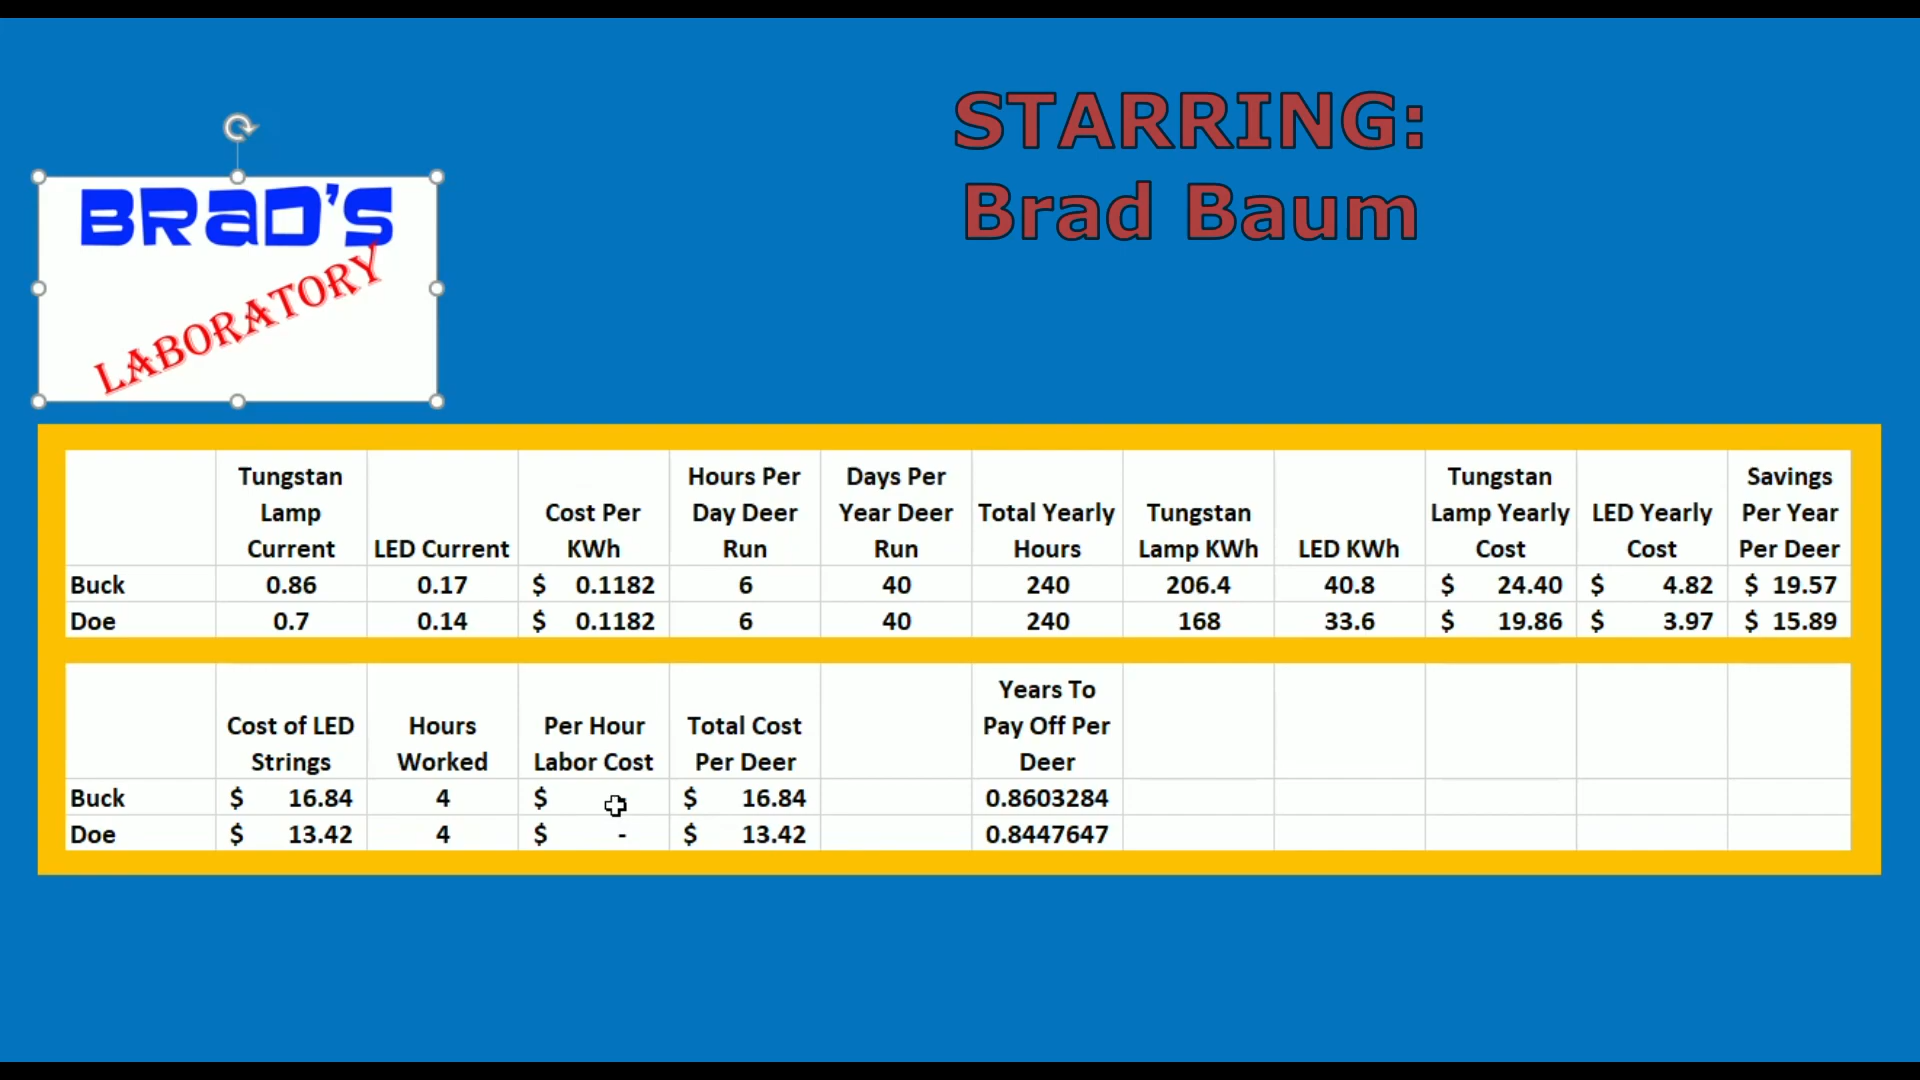 STARRING:
Brad Baum
BRAD'S
LABORATORY
Tungstan Lamp Current LED Current Cost Per KWh Hours Per Day Deer Run Days Per Year Deer Run Total Yearly Hours Tungstan Lamp KWh LED KWh Tungstan Lamp Yearly Cost LED Yearly Cost Savings Per Year Per Deer
Buck 0.86 0.17 $ 0.1182 6 40 240 206.4 40.8 $ 24.40 $ 4.82 $ 19.57
Doe 0.7 0.14 $ 0.1182 6 40 240 168 33.6 $ 19.86 $ 3.97 $ 15.89
Cost of LED Strings Hours Worked Per Hour Labor Cost Total Cost Per Deer Years To Pay Off Per Deer
Buck $ 16.84 4 $ $ 16.84 0.8603284
Doe $ 13.42 4 $ - $ 13.42 0.8447647